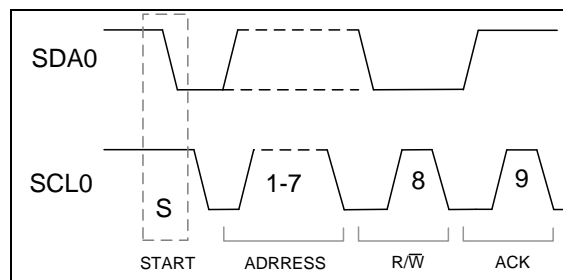 SDA0
SCL0
S
1-7
8
9
START
ADRRESS
R/W̅
ACK